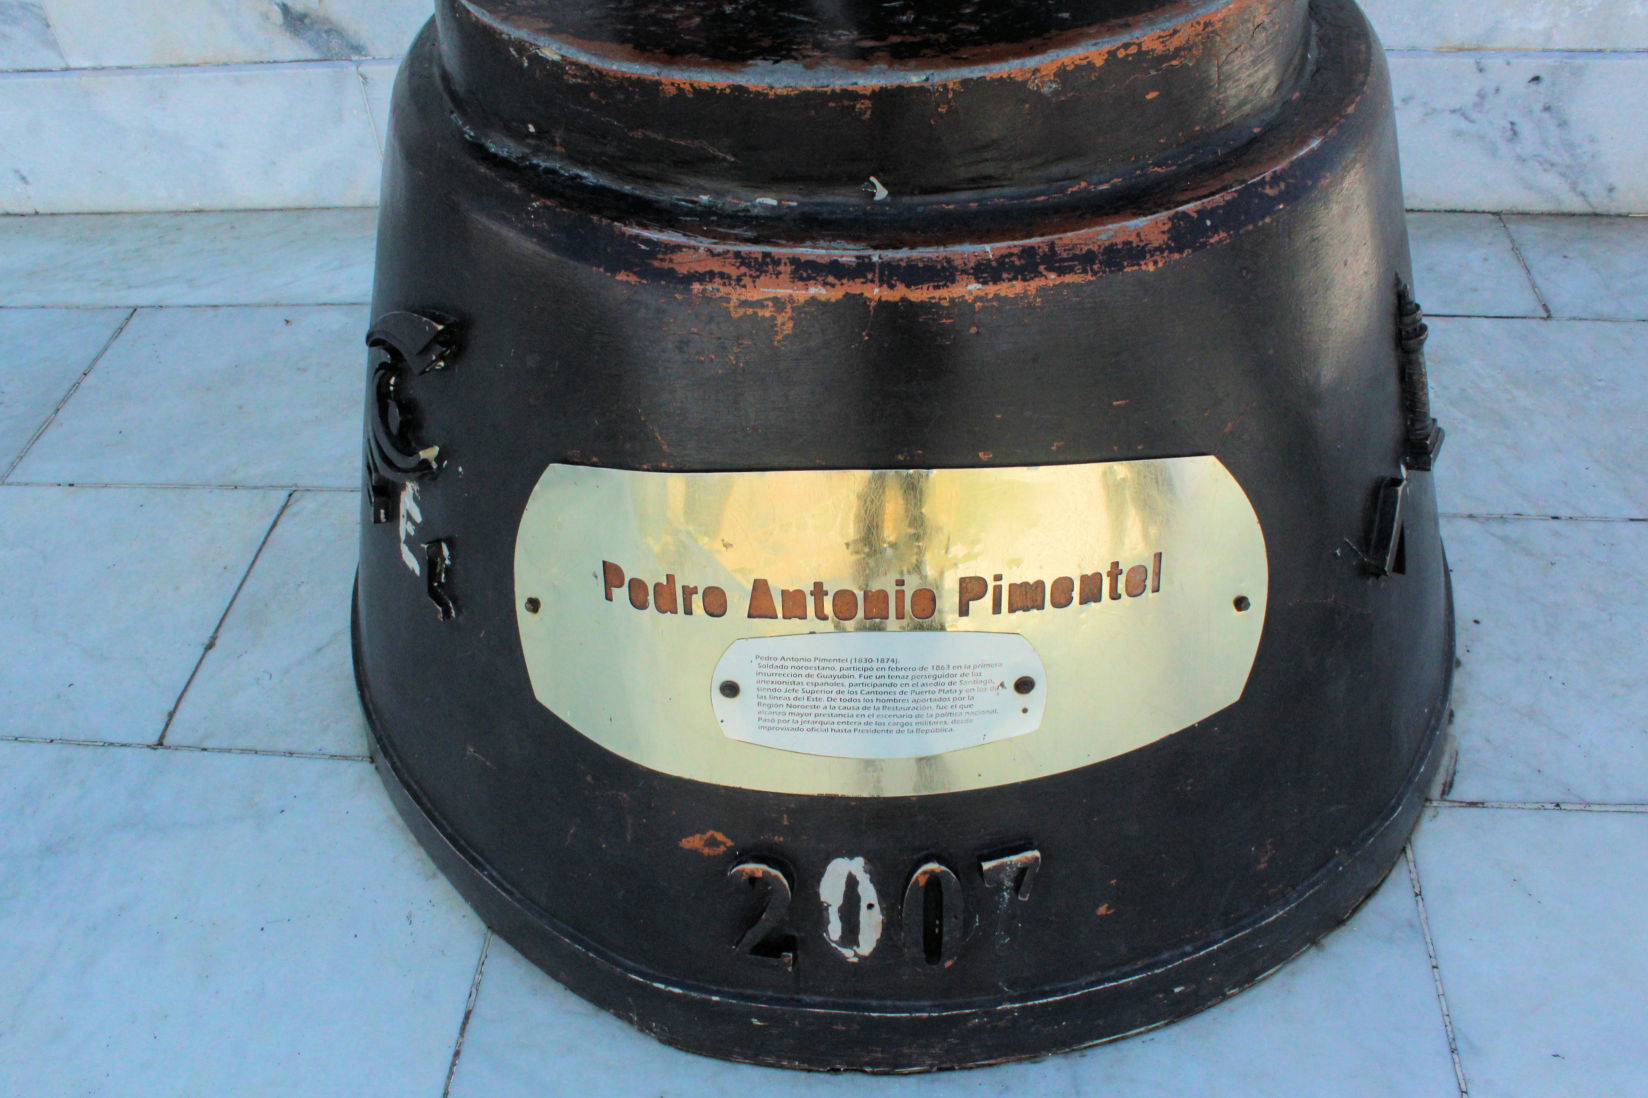 Pedro Antonio Pimentel
Pedro Antonio Pimentel (1830-1874).
Soldado noroestano, participó en febrero de 1863 en la primera
insurrección de Guayubín. Fue un tenaz perseguidor de los
anexionistas españoles, participando en el asedio de Santiago,
siendo Jefe Superior de los Cantones de Puerto Plata y en los de
las líneas del Este. De todos los hombres aportados por la
Región Noroeste a la causa de la Restauración, fue el que
alcanzó mayor prestancia en el escenario de la política nacional.
Pasó por la jerarquía entera de los cargos militares, desde
improvisado oficial hasta Presidente de la República.
2007